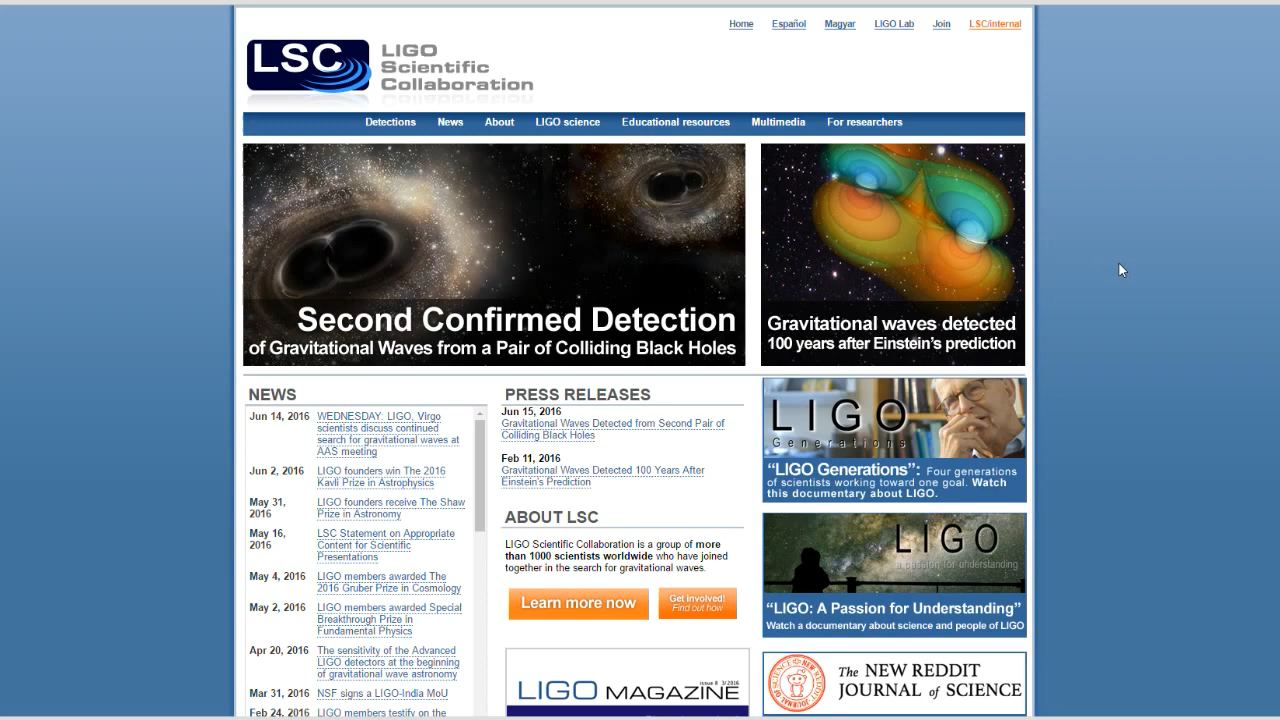 Home Español Magyar LIGO Lab Join LSC/internal
LSC
LIGO
Scientific
Collaboration
Detections News About LIGO science Educational resources Multimedia For researchers
Second Confirmed Detection
of Gravitational Waves from a Pair of Colliding Black Holes
Gravitational waves detected
100 years after Einstein's prediction
NEWS
Jun 14, 2016 WEDNESDAY: LIGO, Virgo
scientists discuss continued
search for gravitational waves at
AAS meeting
Jun 2, 2016 LIGO founders win The 2016
Kavli Prize in Astrophysics
May 31, LIGO founders receive The Shaw
2016 Prize in Astronomy
May 16, LSC Statement on Appropriate
2016 Content for Scientific
Presentations
May 4, 2016 LIGO members awarded The
2016 Gruber Prize in Cosmology
May 2, 2016 LIGO members awarded Special
Breakthrough Prize in
Fundamental Physics
Apr 20, 2016 The sensitivity of the Advanced
LIGO detectors at the beginning
of gravitational wave astronomy
Mar 31, 2016 NSF signs a LIGO-India MoU
Feb 24, 2016 LIGO members testify on the
PRESS RELEASES
Jun 15, 2016
Gravitational Waves Detected from Second Pair of
Colliding Black Holes
Feb 11, 2016
Gravitational Waves Detected 100 Years After
Einstein's Prediction
ABOUT LSC
LIGO Scientific Collaboration is a group of more
than 1000 scientists worldwide who have joined
together in the search for gravitational waves.
Learn more now
Get involved!
Find out how
issue 8 3/2016
LIGO MAGAZINE
LIGO
Generations
"LIGO Generations": Four generations
of scientists working toward one goal. Watch
this documentary about LIGO.
LIGO
a passion for understanding
"LIGO: A Passion for Understanding"
Watch a documentary about science and people of LIGO
The NEW REDDIT
JOURNAL of SCIENCE